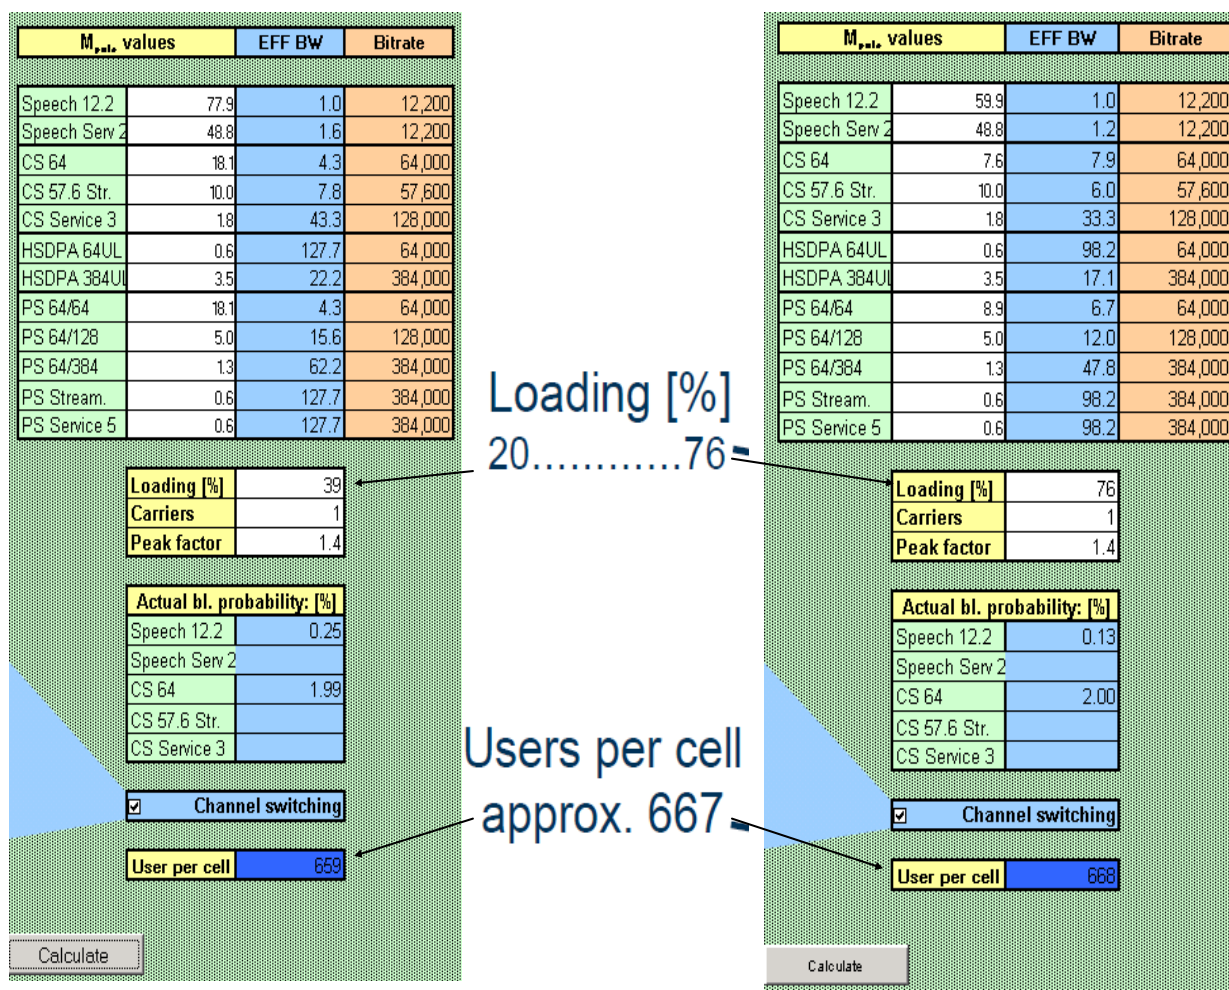 M_pole values EFF BW Bitrate
Speech 12.2 77.9 1.0 12,200
Speech Serv 2 48.8 1.6 12,200
CS 64 18.1 4.3 64,000
CS 57.6 Str. 10.0 7.8 57,600
CS Service 3 1.8 43.3 128,000
HSDPA 64UL 0.6 127.7 64,000
HSDPA 384UL 3.5 22.2 384,000
PS 64/64 18.1 4.3 64,000
PS 64/128 5.0 15.6 128,000
PS 64/384 1.3 62.2 384,000
PS Stream. 0.6 127.7 384,000
PS Service 5 0.6 127.7 384,000
Loading [%] 39
Carriers 1
Peak factor 1.4
Actual bl. probability: [%]
Speech 12.2 0.25
Speech Serv 2
CS 64 1.99
CS 57.6 Str.
CS Service 3
Channel switching
User per cell 659
Calculate
Loading [%]
20............76
Users per cell
approx. 667
M_pole values EFF BW Bitrate
Speech 12.2 59.9 1.0 12,200
Speech Serv 2 48.8 1.2 12,200
CS 64 7.6 7.9 64,000
CS 57.6 Str. 10.0 6.0 57,600
CS Service 3 1.8 33.3 128,000
HSDPA 64UL 0.6 98.2 64,000
HSDPA 384UL 3.5 17.1 384,000
PS 64/64 8.9 6.7 64,000
PS 64/128 5.0 12.0 128,000
PS 64/384 1.3 47.8 384,000
PS Stream. 0.6 98.2 384,000
PS Service 5 0.6 98.2 384,000
Loading [%] 76
Carriers 1
Peak factor 1.4
Actual bl. probability: [%]
Speech 12.2 0.13
Speech Serv 2
CS 64 2.00
CS 57.6 Str.
CS Service 3
Channel switching
User per cell 668
Calculate